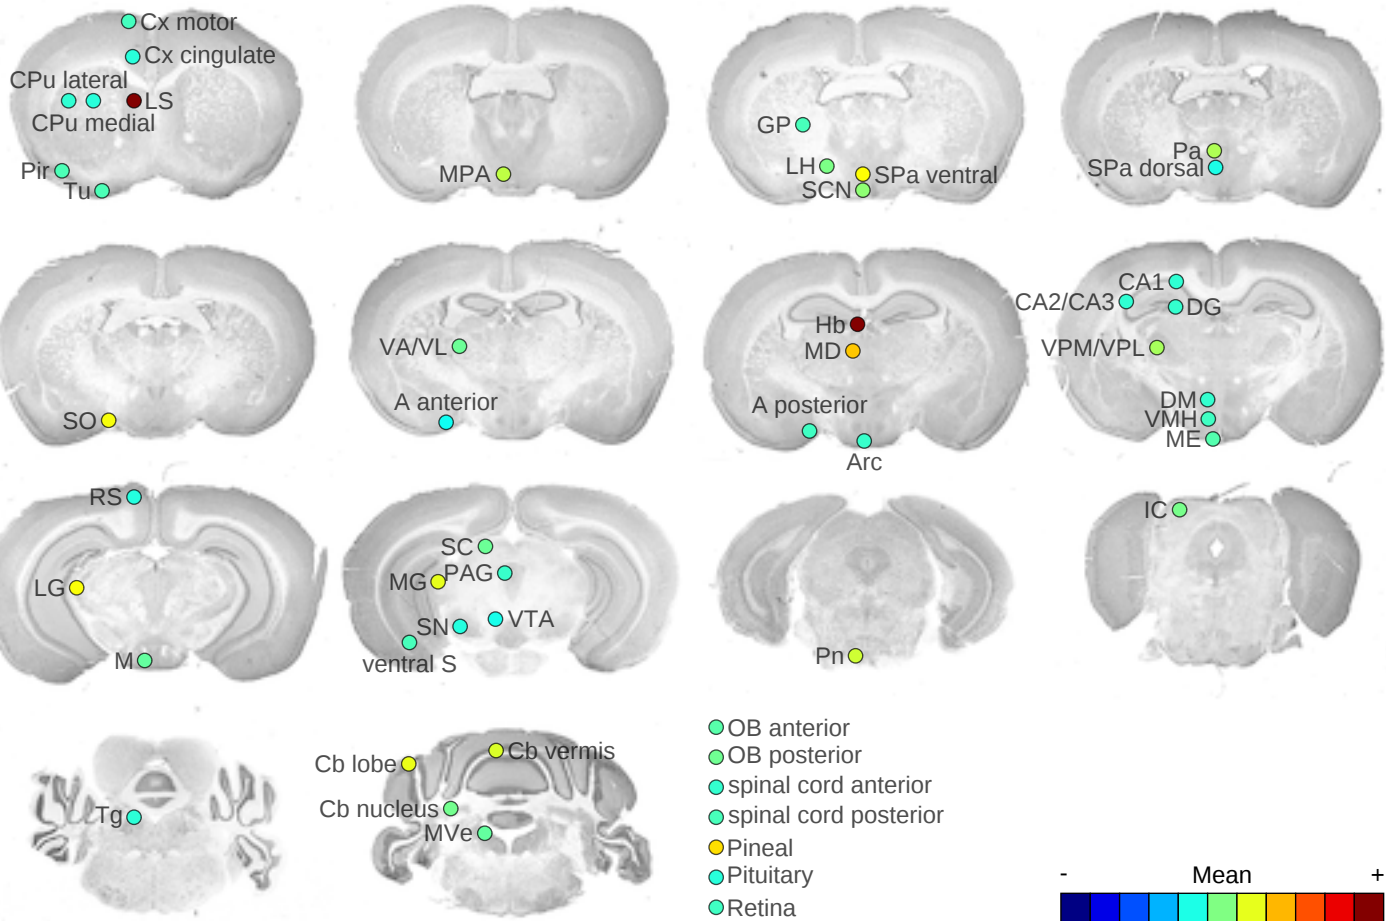 Cx motor
Cx cingulate
CPu lateral
LS
CPu medial
Pir
Tu
MPA
GP
LH
SPa ventral
SCN
Pa
SPa dorsal
SO
VA/VL
A anterior
Hb
MD
A posterior
Arc
CA1
CA2/CA3
DG
VPM/VPL
DM
VMH
ME
RS
LG
M
SC
PAG
MG
VTA
SN
ventral S
Pn
IC
Tg
Cb vermis
Cb lobe
Cb nucleus
MVe
OB anterior
OB posterior
spinal cord anterior
spinal cord posterior
Pineal
Pituitary
Retina
- Mean +